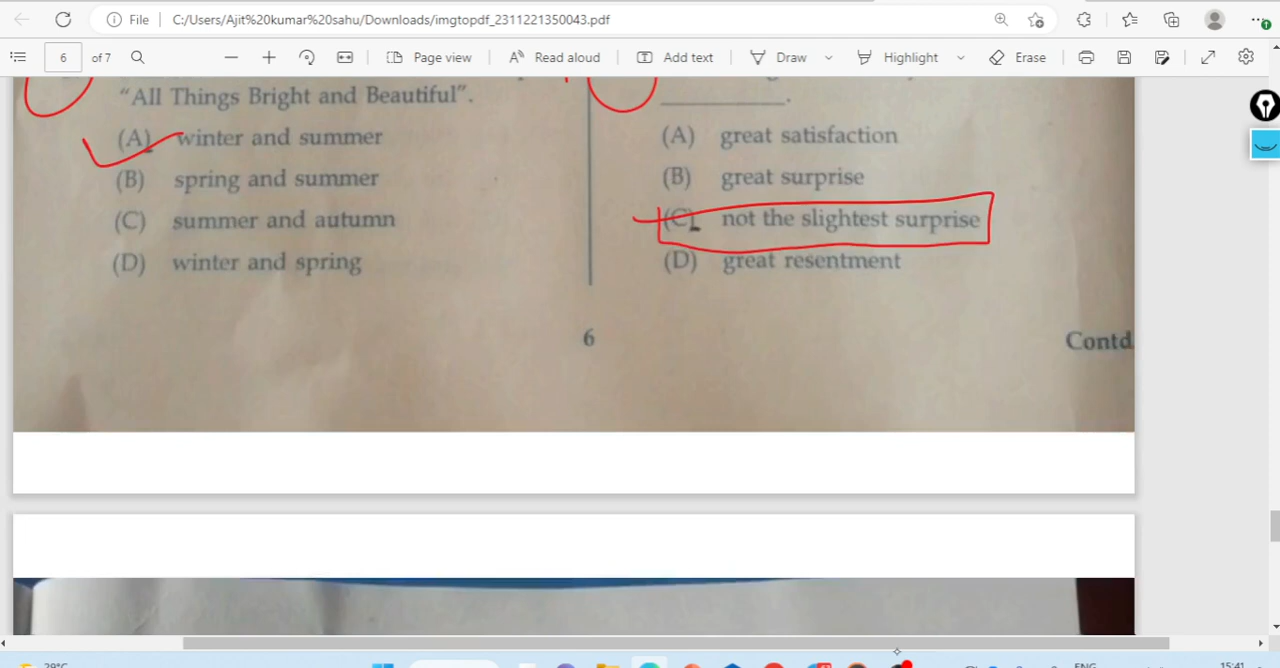 File
C:/Users/Ajit%20kumar%20sahu/Downloads/imgtopdf_2311221350043.pdf
6 of 7
Page view
Read aloud
Add text
Draw
Highlight
Erase
"All Things Bright and Beautiful".
(A) winter and summer
(B) spring and summer
(C) summer and autumn
(D) winter and spring
____________.
(A) great satisfaction
(B) great surprise
(C) not the slightest surprise
(D) great resentment
6
Contd
29°C
ENG
15:41